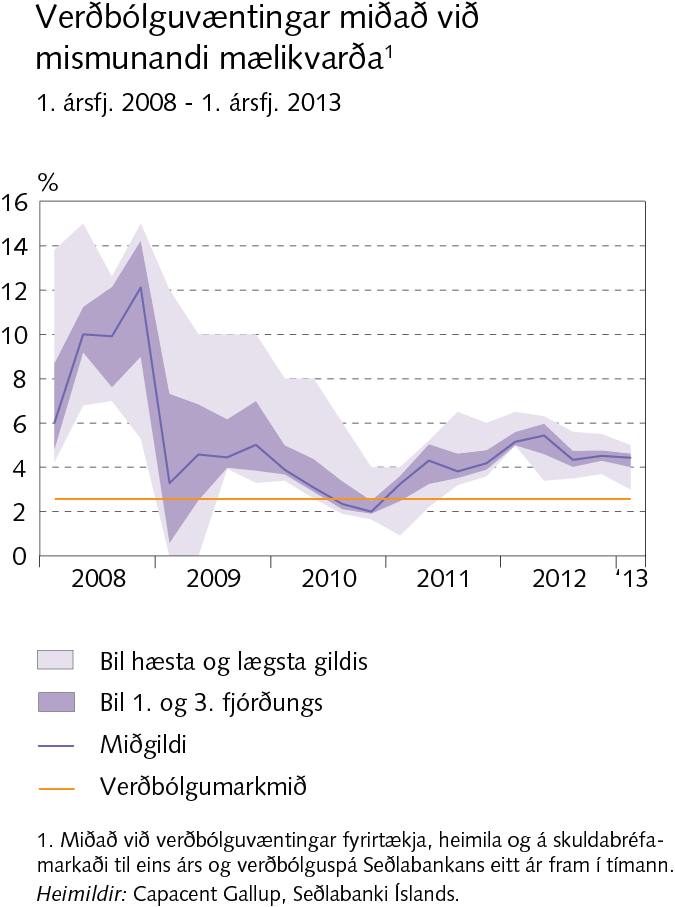 Verðbólguvæntingar miðað við
mismunandi mælikvarða¹
1. ársfj. 2008 - 1. ársfj. 2013
%
16
14
12
10
8
6
4
2
0
2008 2009 2010 2011 2012 ‘13
Bil hæsta og lægsta gildis
Bil 1. og 3. fjórðungs
Miðgildi
Verðbólgumarkmið
1. Miðað við verðbólguvæntingar fyrirtækja, heimila og á skuldabréfa-
markaði til eins árs og verðbólguspá Seðlabankans eitt ár fram í tímann.
Heimildir: Capacent Gallup, Seðlabanki Íslands.